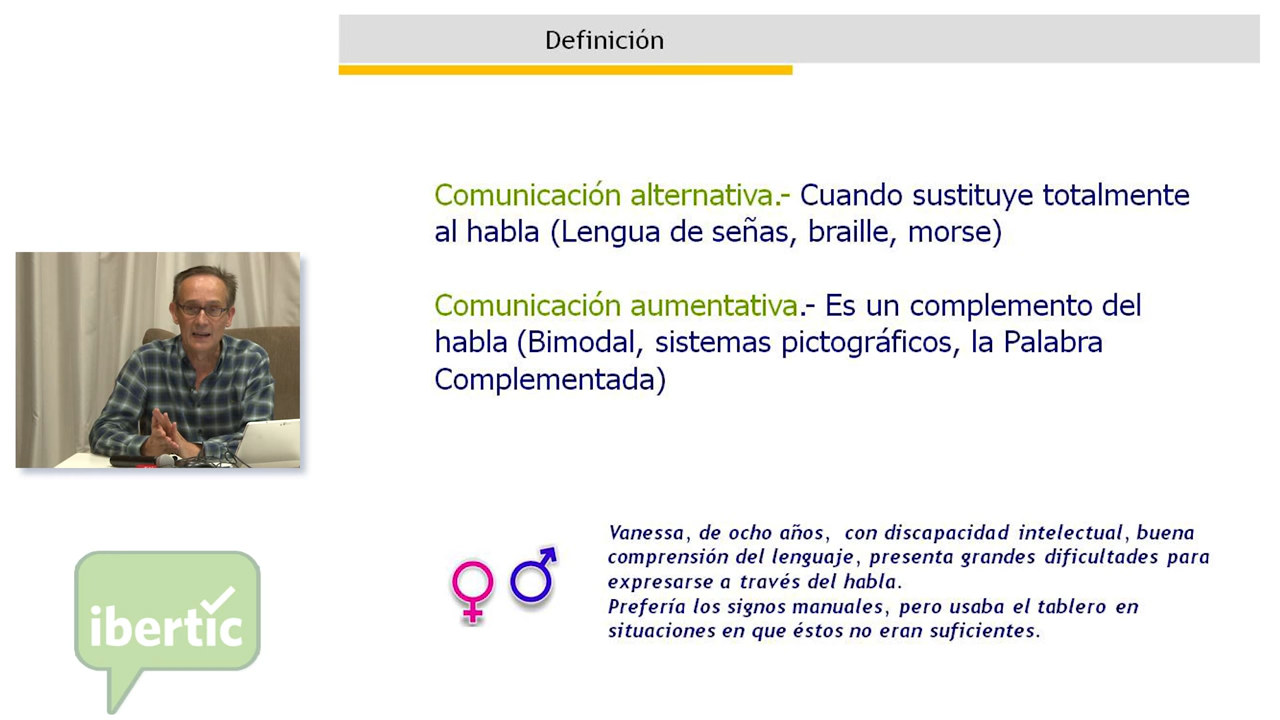 Definición
Comunicación alternativa.- Cuando sustituye totalmente
al habla (Lengua de señas, braille, morse)
Comunicación aumentativa.- Es un complemento del
habla (Bimodal, sistemas pictográficos, la Palabra
Complementada)
Vanessa, de ocho años, con discapacidad intelectual, buena
comprensión del lenguaje, presenta grandes dificultades para
expresarse a través del habla.
Prefería los signos manuales, pero usaba el tablero en
situaciones en que éstos no eran suficientes.
ibertic